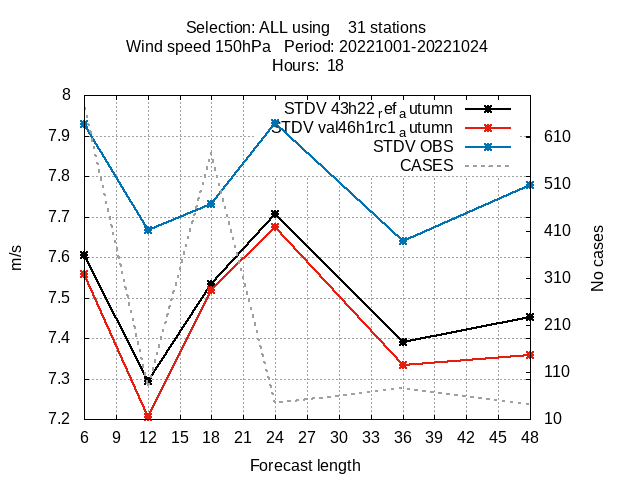 Selection: ALL using    31 stations
Wind speed 150hPa   Period: 20221001-20221024
Hours:  18
8
7.9
7.8
7.7
7.6
7.5
7.4
7.3
7.2
m/s
STDV 43h22ref_autumn
STDV val46h1rc1_autumn
STDV OBS
CASES
610
510
410
310
210
110
10
No cases
6 9 12 15 18 21 24 27 30 33 36 39 42 45 48
Forecast length